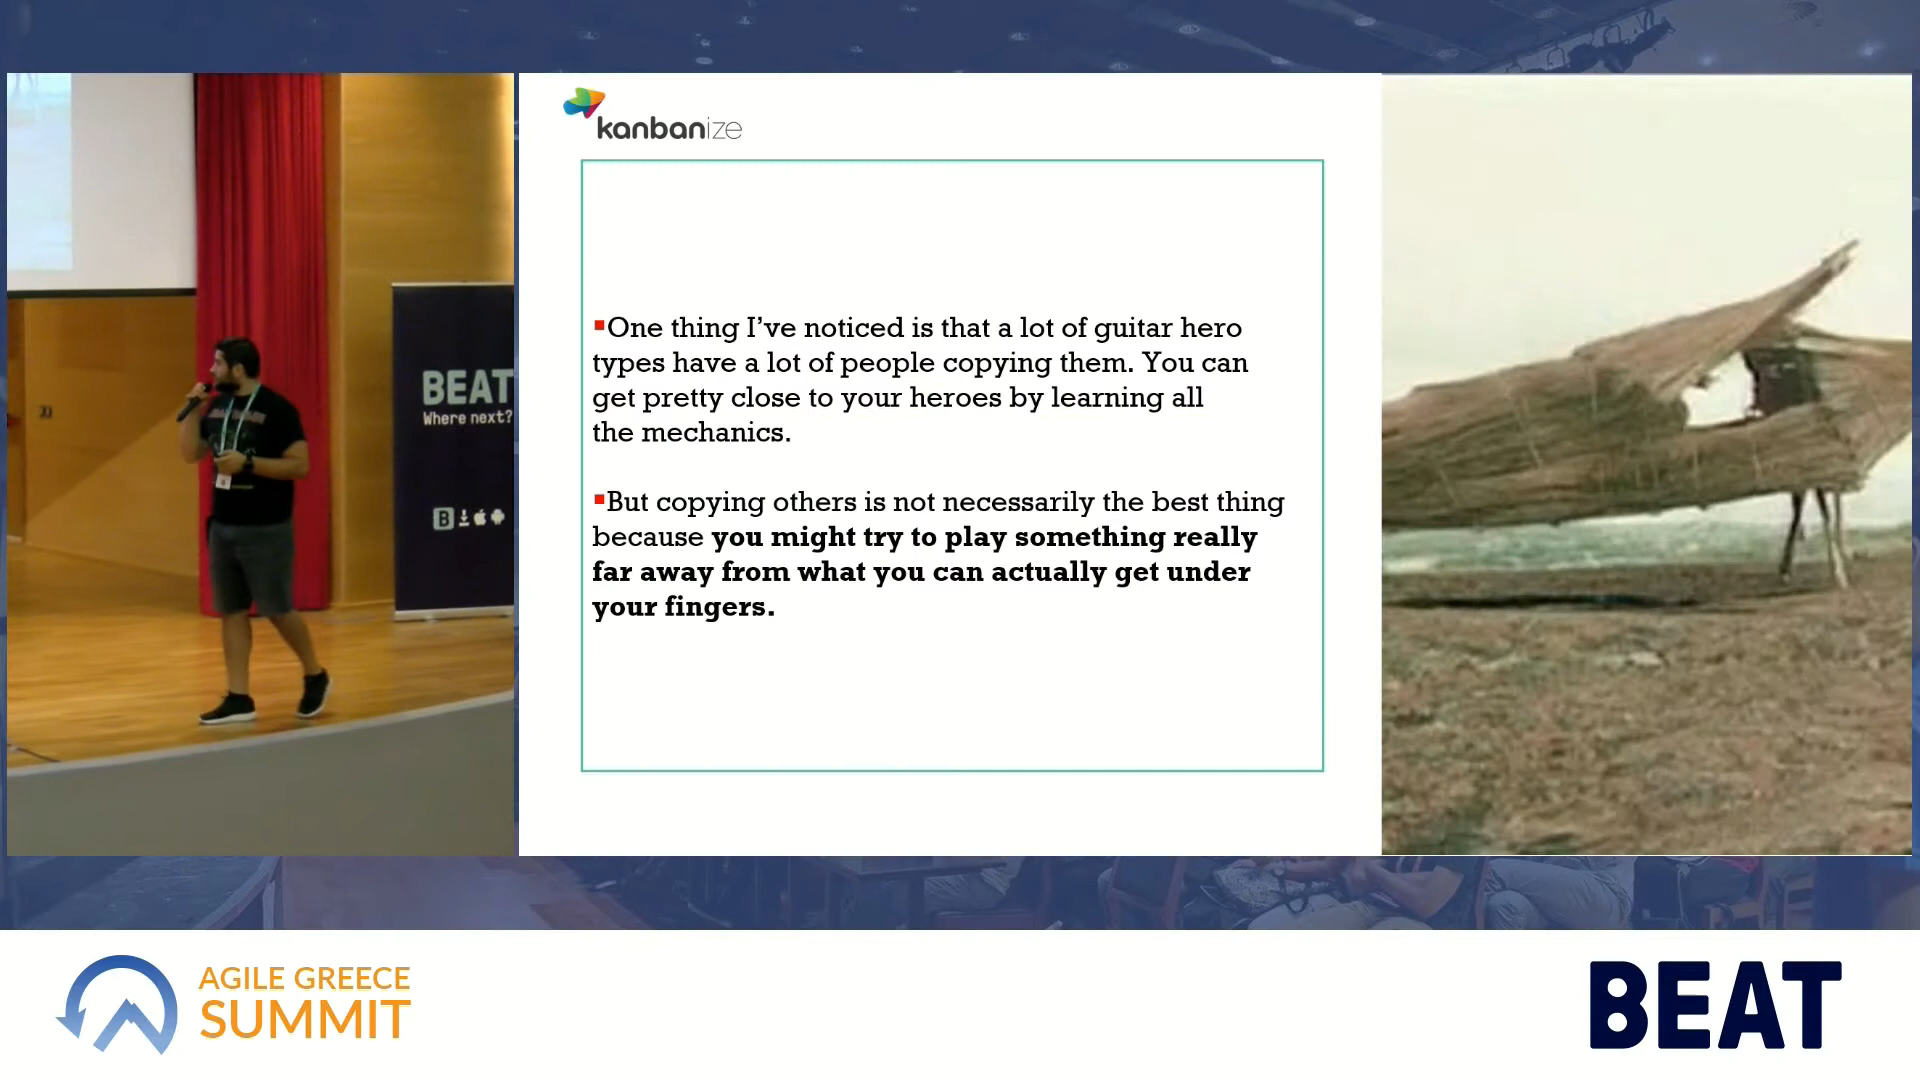 kanbanize
BEAT
Where next?
B
▪One thing I’ve noticed is that a lot of guitar hero
types have a lot of people copying them. You can
get pretty close to your heroes by learning all
the mechanics.
▪But copying others is not necessarily the best thing
because you might try to play something really
far away from what you can actually get under
your fingers.
AGILE GREECE
SUMMIT
BEAT